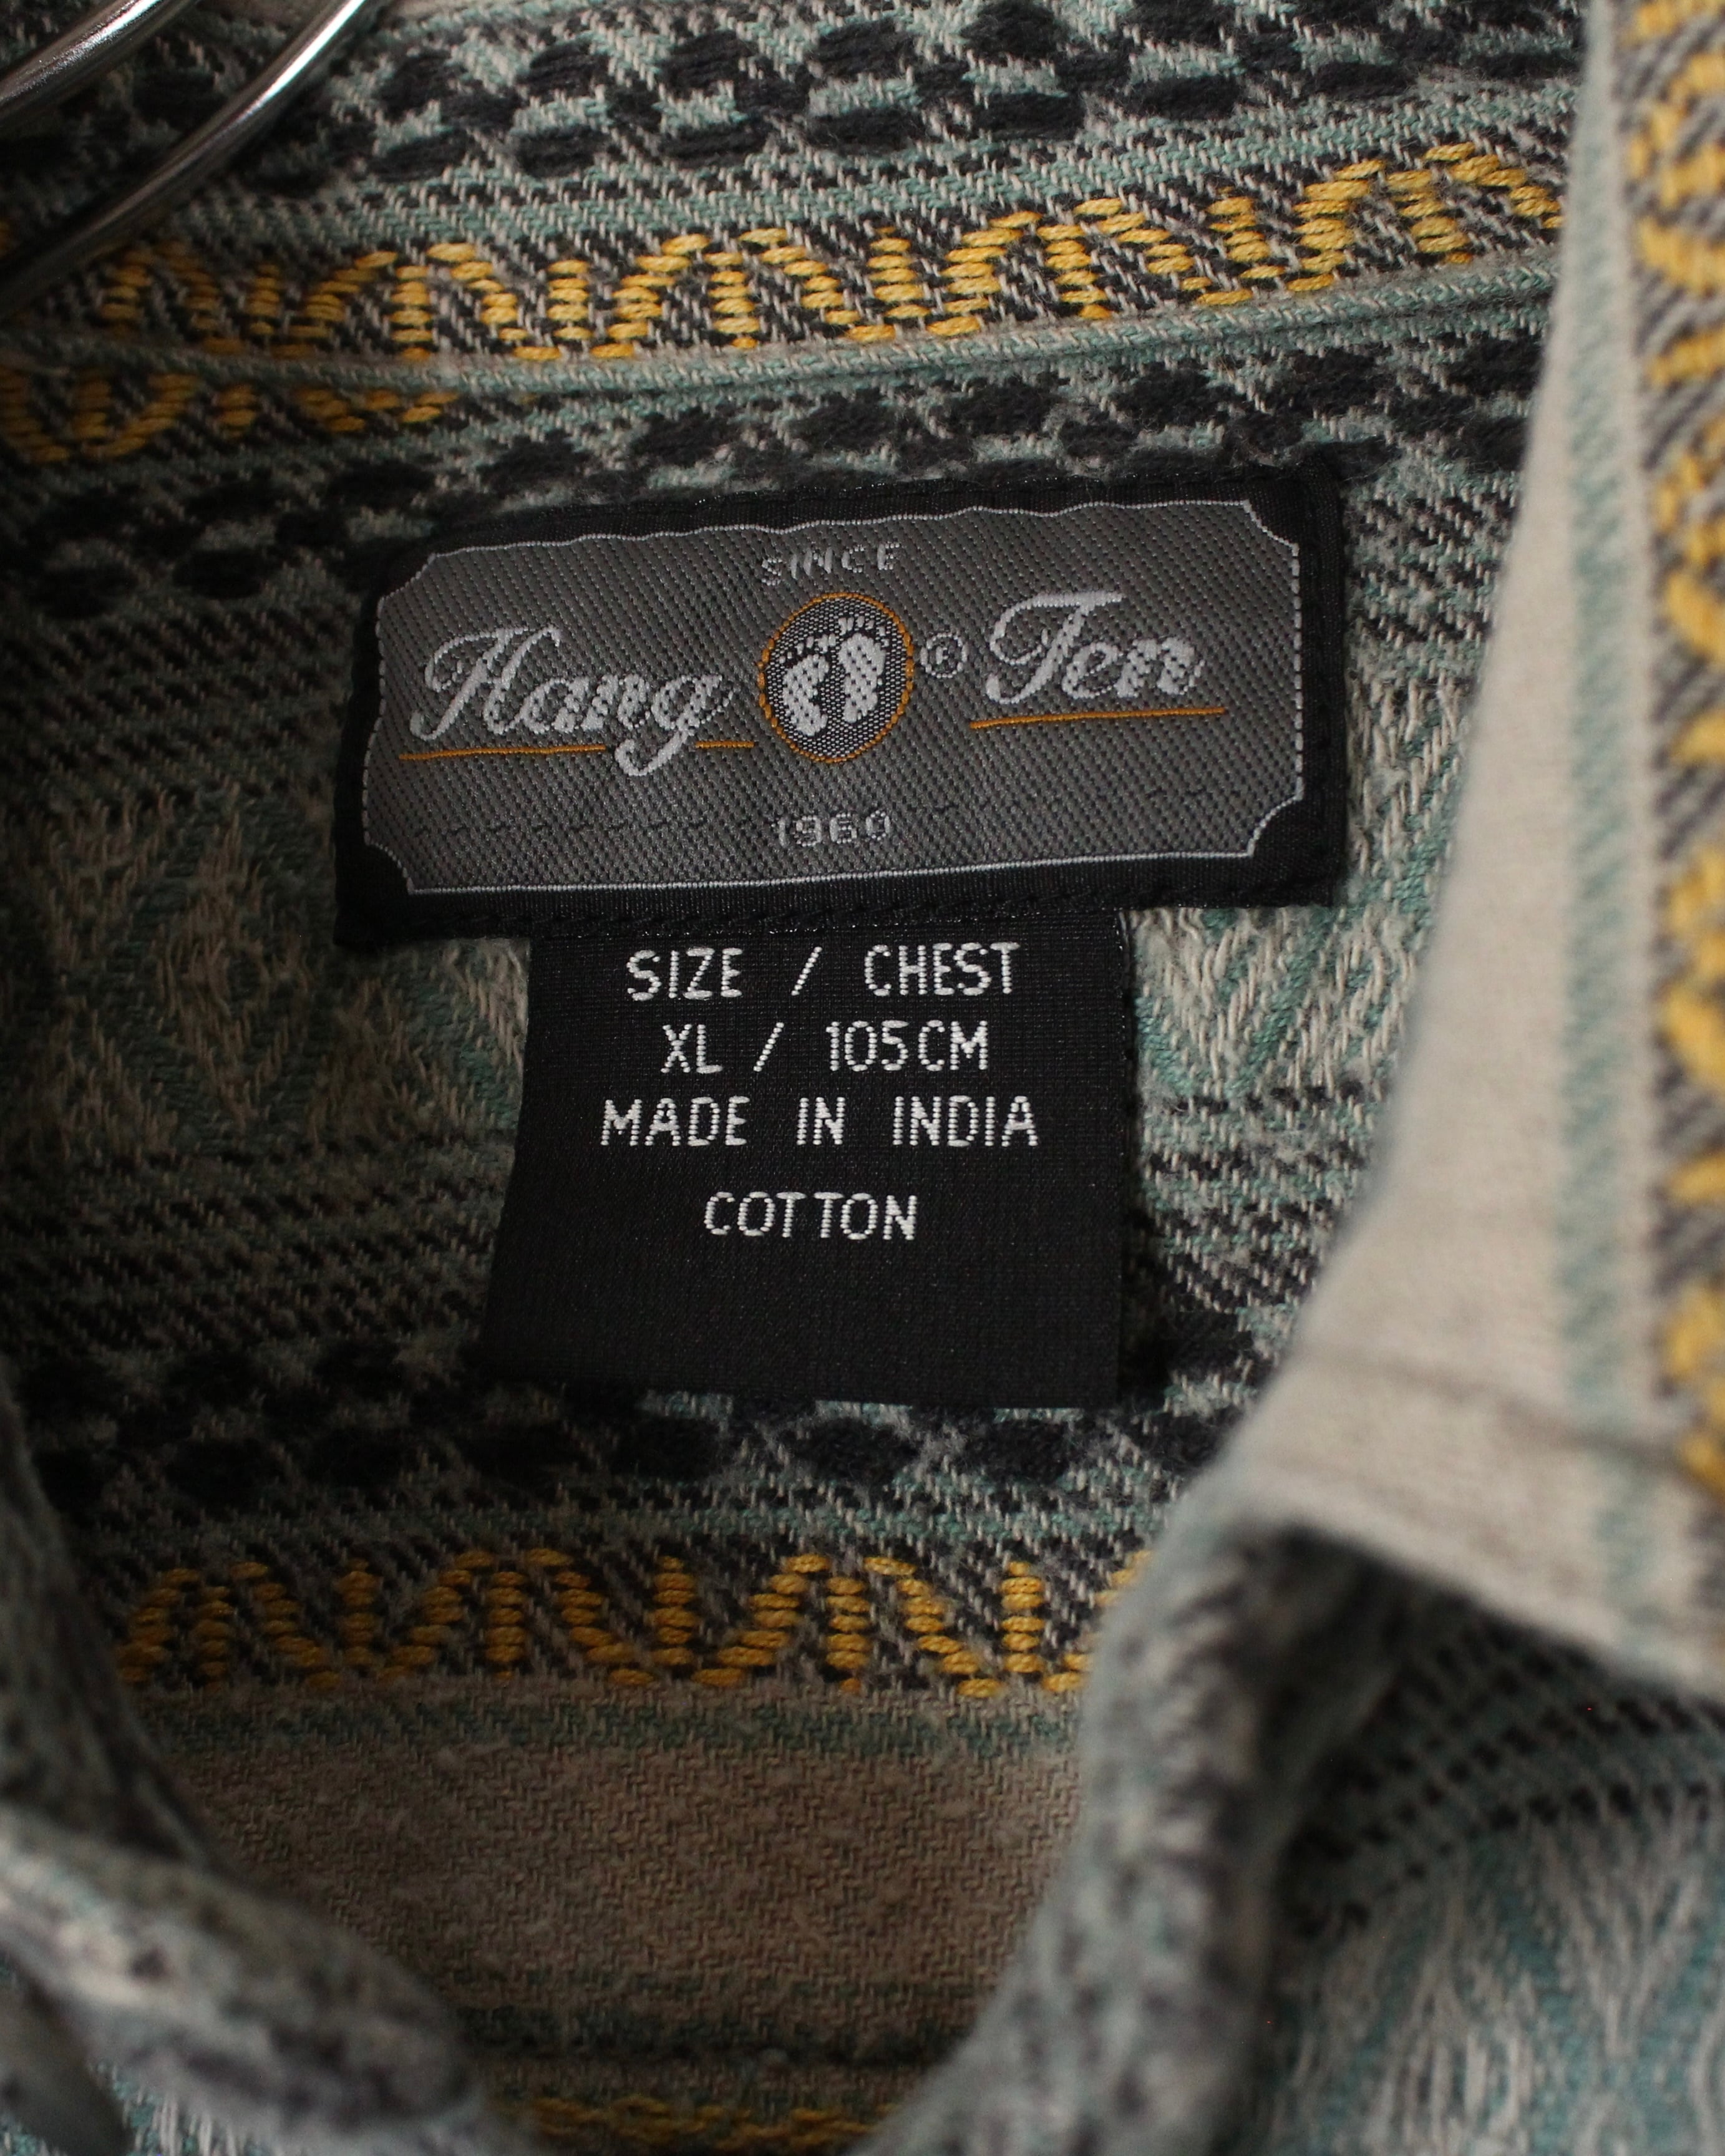 SINCE
Hang ® Ten
1960
SIZE / CHEST
XL / 105CM
MADE IN INDIA
COTTON